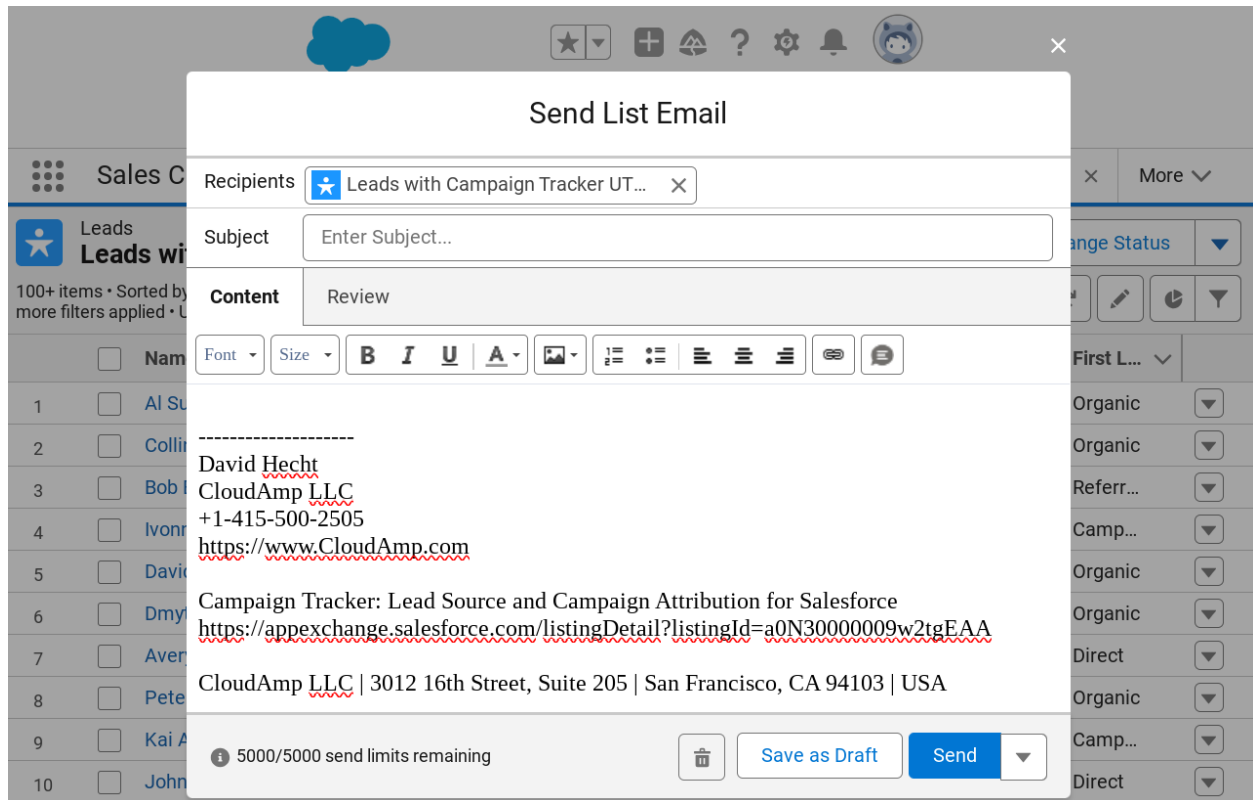 Send List Email
Sales C
More
Recipients Leads with Campaign Tracker UT...
Leads
Leads wi
ange Status
Subject Enter Subject...
100+ items • Sorted by
more filters applied • U
Content Review
Nam
First L...
Font Size B I U A
1 Al Su Organic
2 Collin Organic
3 Bob Referr...
4 Ivonn Camp...
5 David Organic
6 Dmyt Organic
7 Avery Direct
8 Pete Organic
9 Kai A Camp...
10 John Direct
--------------------
David Hecht
CloudAmp LLC
+1-415-500-2505
https://www.CloudAmp.com
Campaign Tracker: Lead Source and Campaign Attribution for Salesforce
https://appexchange.salesforce.com/listingDetail?listingId=a0N30000009w2tgEAA
CloudAmp LLC | 3012 16th Street, Suite 205 | San Francisco, CA 94103 | USA
5000/5000 send limits remaining
Save as Draft Send